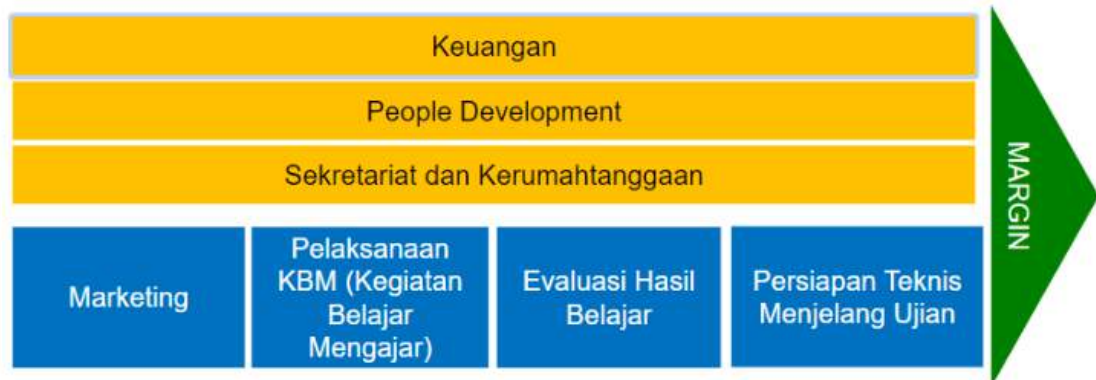 Keuangan
People Development
Sekretariat dan Kerumahtanggaan
MARGIN
Marketing
Pelaksanaan
KBM (Kegiatan
Belajar
Mengajar)
Evaluasi Hasil
Belajar
Persiapan Teknis
Menjelang Ujian